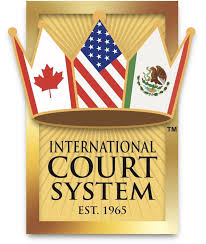 TM
INTERNATIONAL
COURT
SYSTEM
EST. 1965